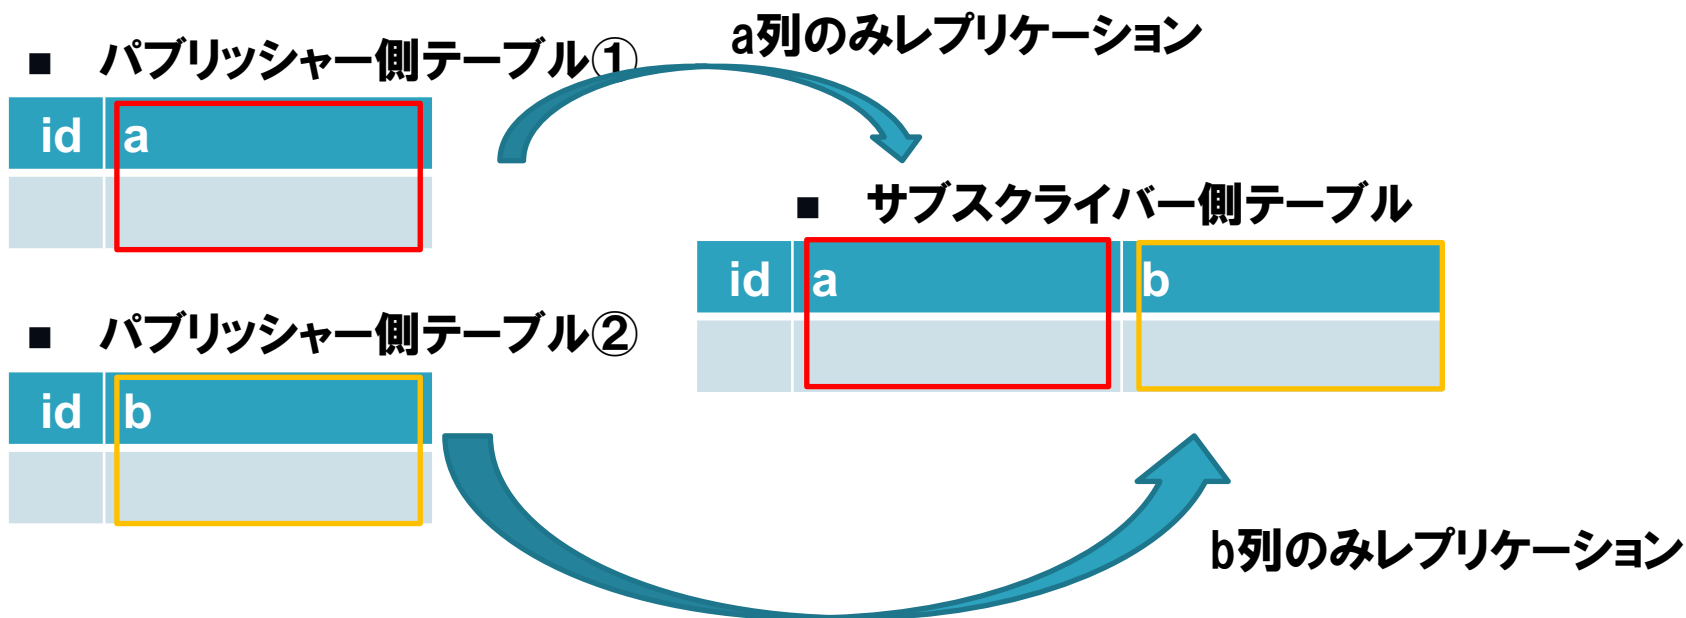 a列のみレプリケーション
■ パブリッシャー側テーブル①
id a
■ サブスクライバー側テーブル
id a b
■ パブリッシャー側テーブル②
id b
b列のみレプリケーション